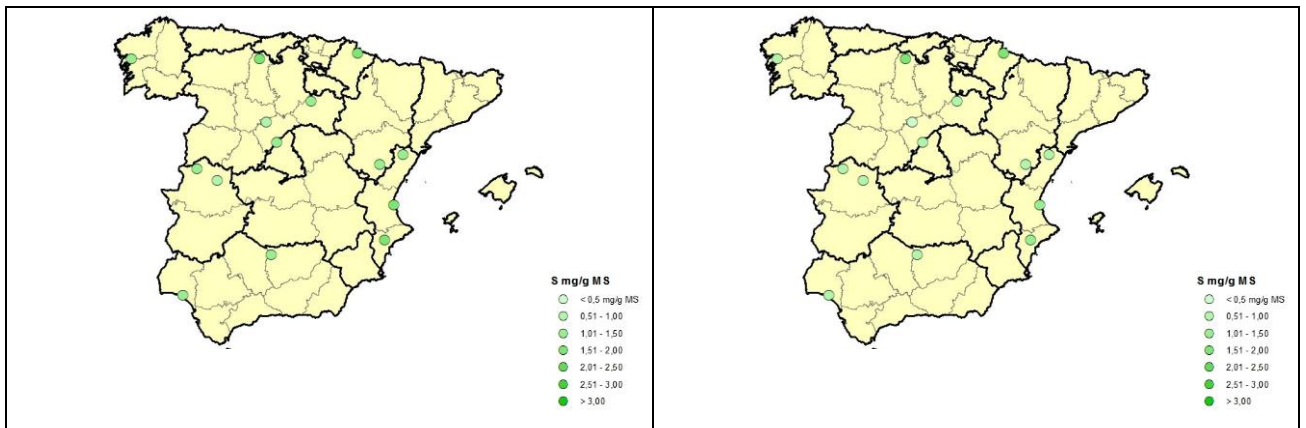 S mg/g MS
< 0,5 mg/g MS
0,51 - 1,00
1,01 - 1,50
1,51 - 2,00
2,01 - 2,50
2,51 - 3,00
> 3,00
S mg/g MS
< 0,5 mg/g MS
0,51 - 1,00
1,01 - 1,50
1,51 - 2,00
2,01 - 2,50
2,51 - 3,00
> 3,00